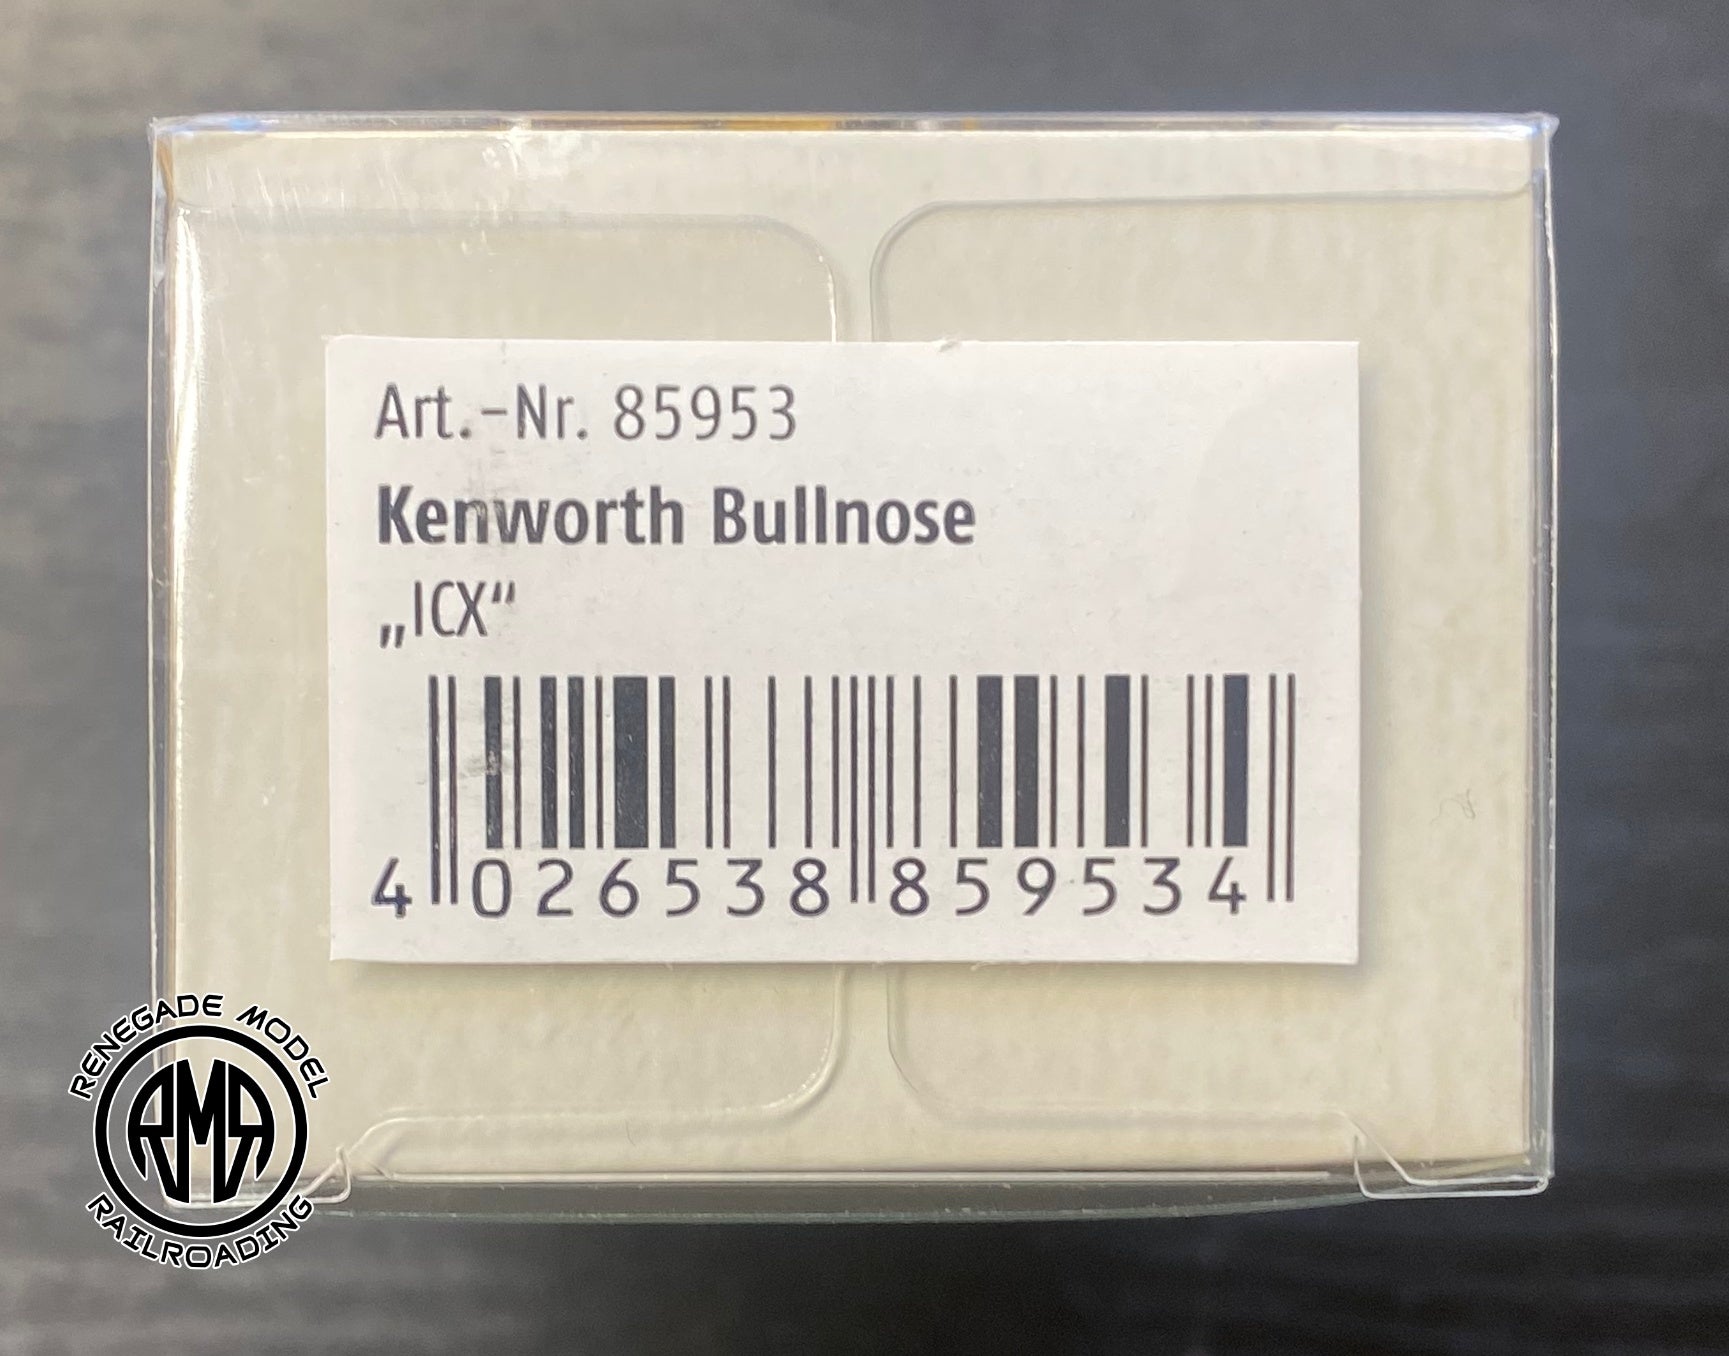 Art.-Nr. 85953
Kenworth Bullnose
„ICX“
4 026538 859534
RENEGADE MODEL
RMR
RAILROADING